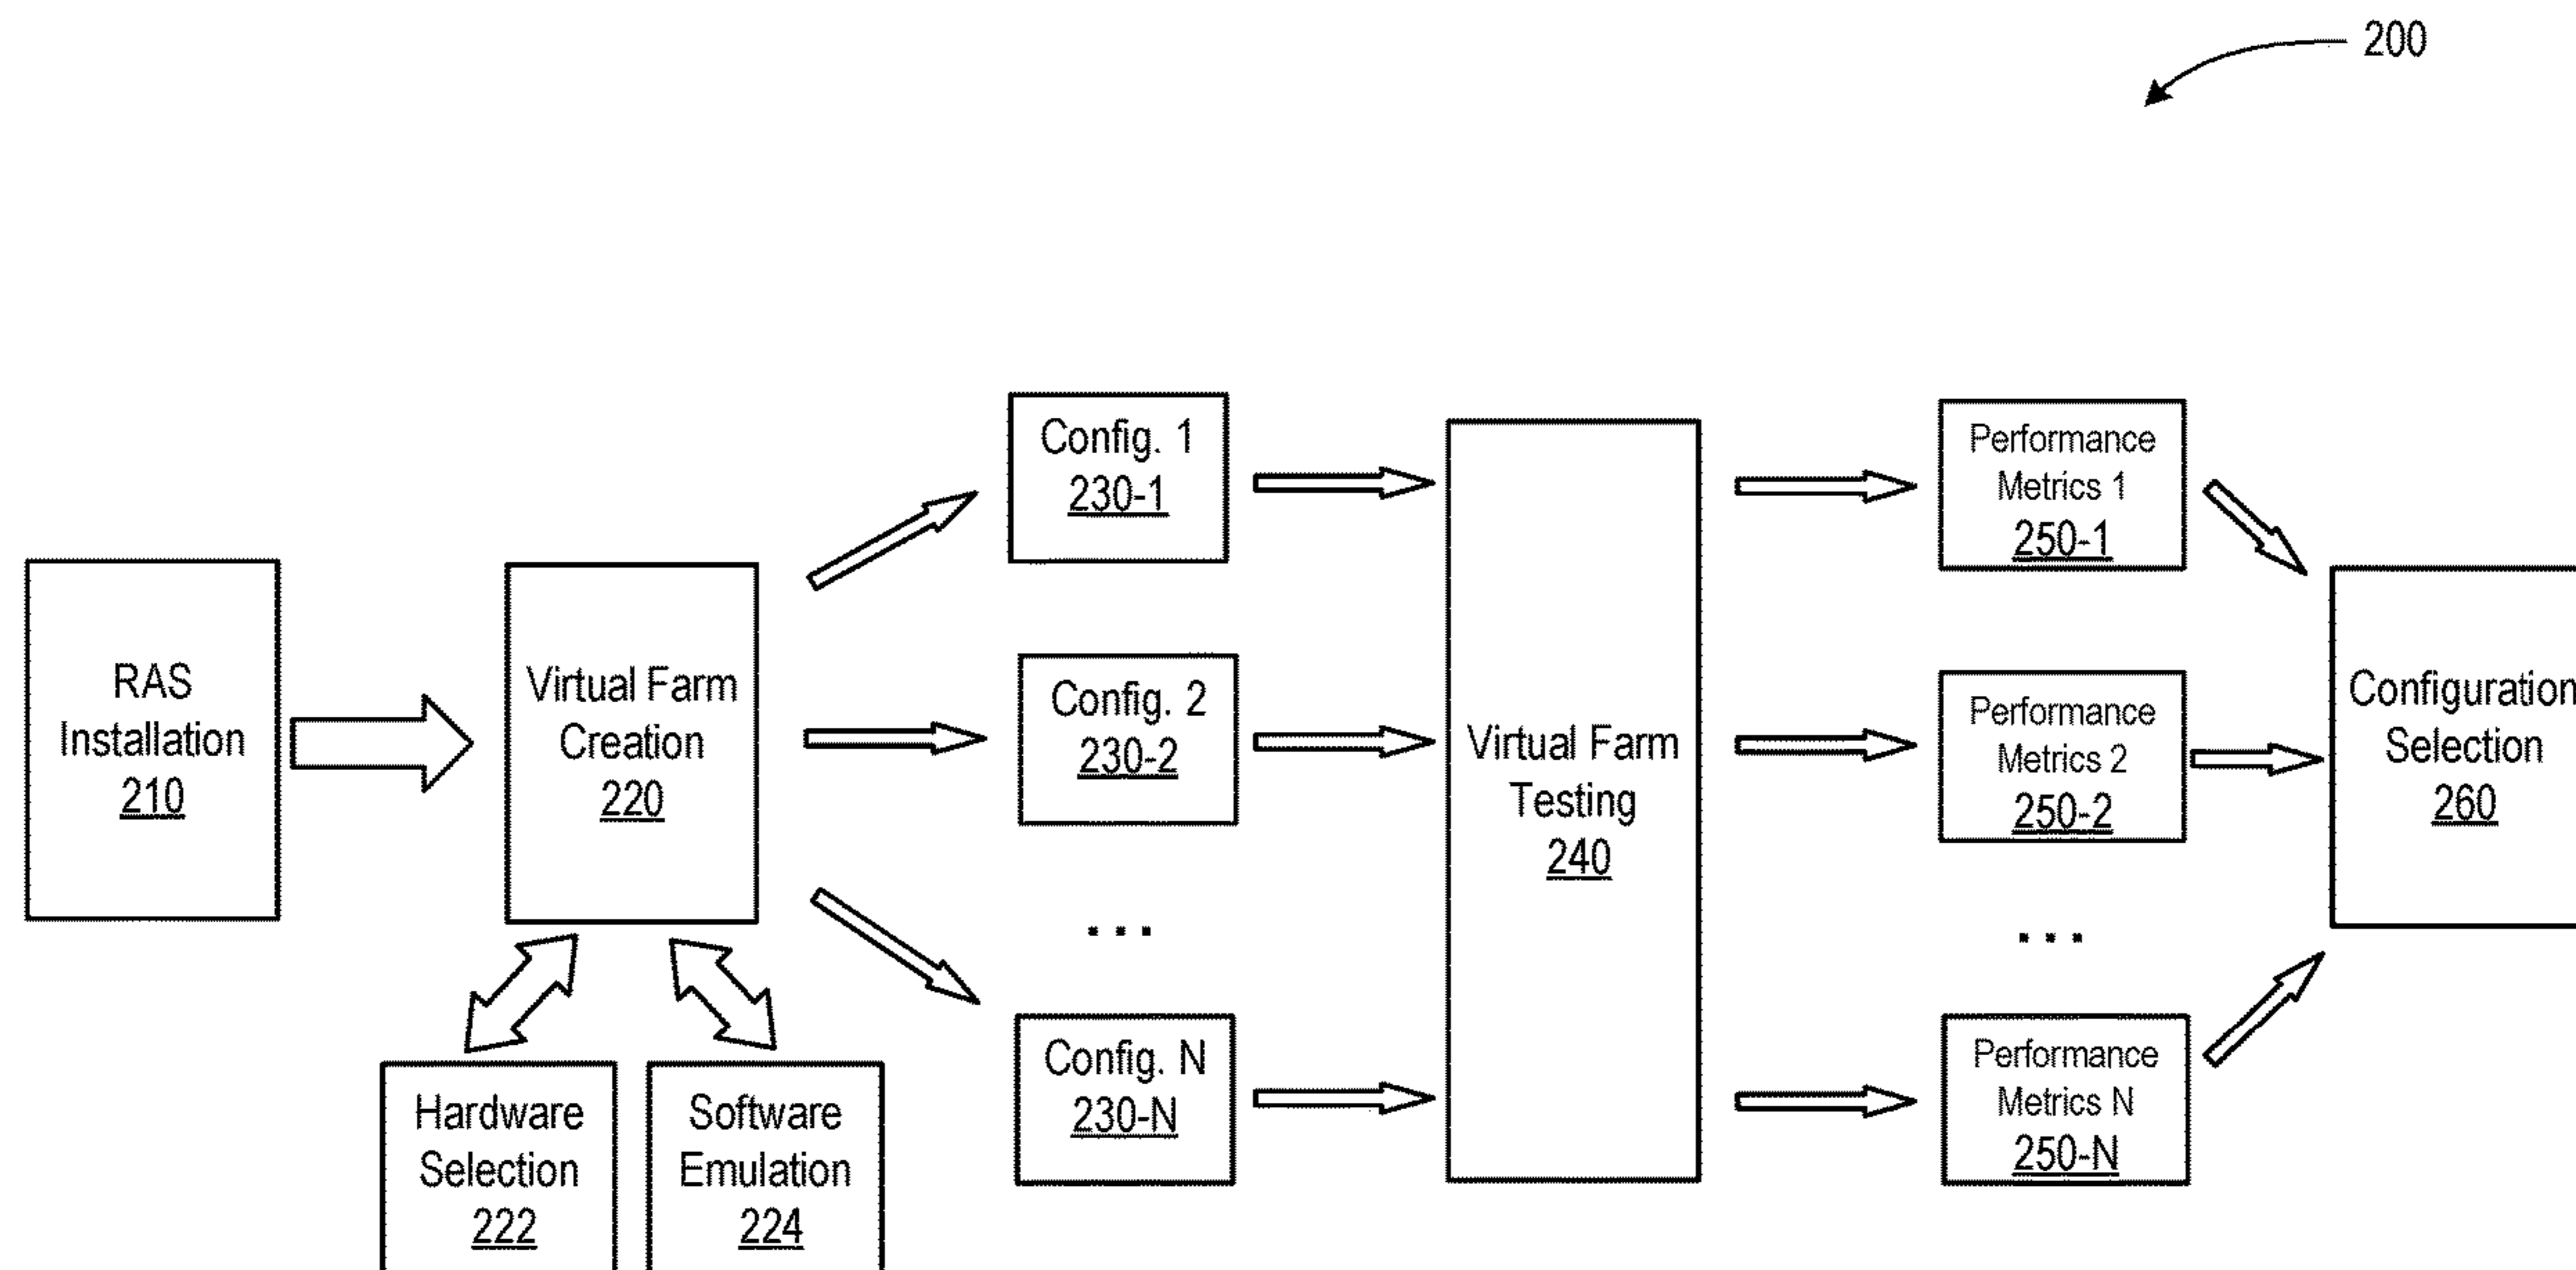 200
RAS
Installation
210
Virtual Farm
Creation
220
Hardware
Selection
222
Software
Emulation
224
Config. 1
230-1
Config. 2
230-2
...
Config. N
230-N
Virtual Farm
Testing
240
Performance
Metrics 1
250-1
Performance
Metrics 2
250-2
...
Performance
Metrics N
250-N
Configuration
Selection
260